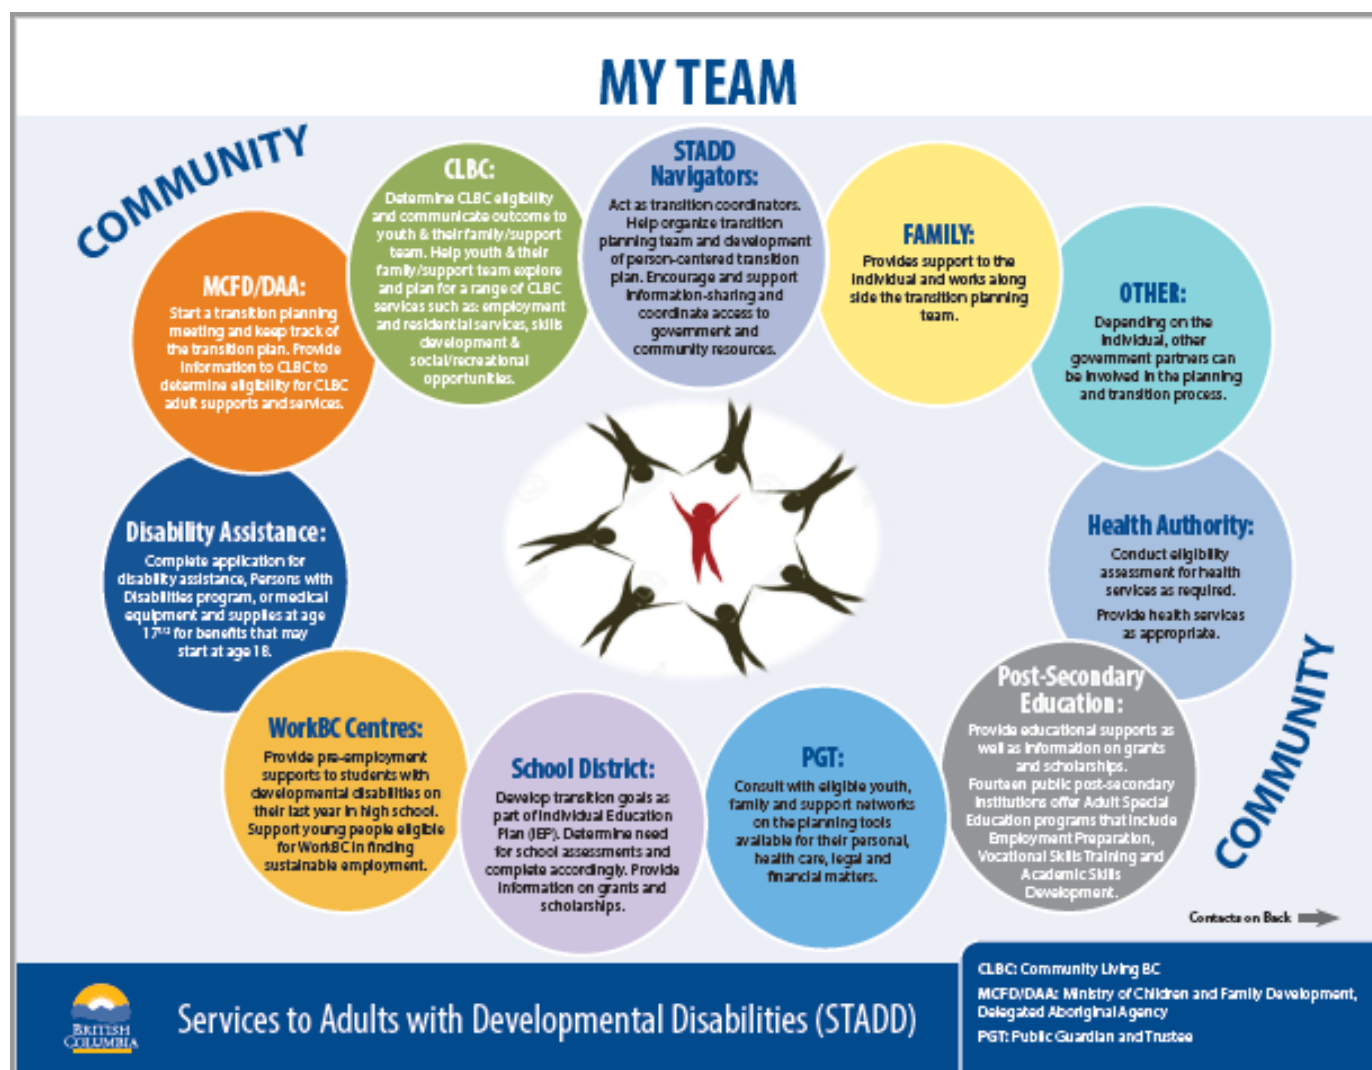 MY TEAM
COMMUNITY
MCFD/DAA:
Start a transition planning
meeting and keep track of
the transition plan. Provide
information to CLBC to
determine eligibility for CLBC
adult supports and services.
CLBC:
Determine CLBC eligibility
and communicate outcome to
youth & their family/support
team. Help youth & their
family/support team explore
and plan for a range of CLBC
services such as: employment
and residential services, skills
development &
social/recreational
opportunities.
STADD
Navigators:
Act as transition coordinators.
Help organize transition
planning team and development
of person-centered transition
plan. Encourage and support
information-sharing and
coordinate access to
government and
community resources.
FAMILY:
Provides support to the
individual and works along
side the transition planning
team.
OTHER:
Depending on the
individual, other
government partners can
be involved in the planning
and transition process.
Disability Assistance:
Complete application for
disability assistance, Persons with
Disabilities program, or medical
equipment and supplies at age
17 1/2 for benefits that may
start at age 18.
Health Authority:
Conduct eligibility
assessment for health
services as required.
Provide health services
as appropriate.
WorkBC Centres:
Provide pre-employment
supports to students with
developmental disabilities on
their last year in high school.
Support young people eligible
for WorkBC in finding
sustainable employment.
School District:
Develop transition goals as
part of Individual Education
Plan (IEP). Determine need
for school assessments and
complete accordingly. Provide
information on grants and
scholarships.
PGT:
Consult with eligible youth,
family and support networks
on the planning tools
available for their personal,
health care, legal and
financial matters.
Post-Secondary
Education:
Provide educational supports as
well as information on grants
and scholarships.
Fourteen public post-secondary
institutions offer Adult Special
Education programs that include
Employment Preparation,
Vocational Skills Training and
Academic Skills
Development.
COMMUNITY
Contacts on Back
BRITISH
COLUMBIA
Services to Adults with Developmental Disabilities (STADD)
CLBC: Community Living BC
MCFD/DAA: Ministry of Children and Family Development,
Delegated Aboriginal Agency
PGT: Public Guardian and Trustee